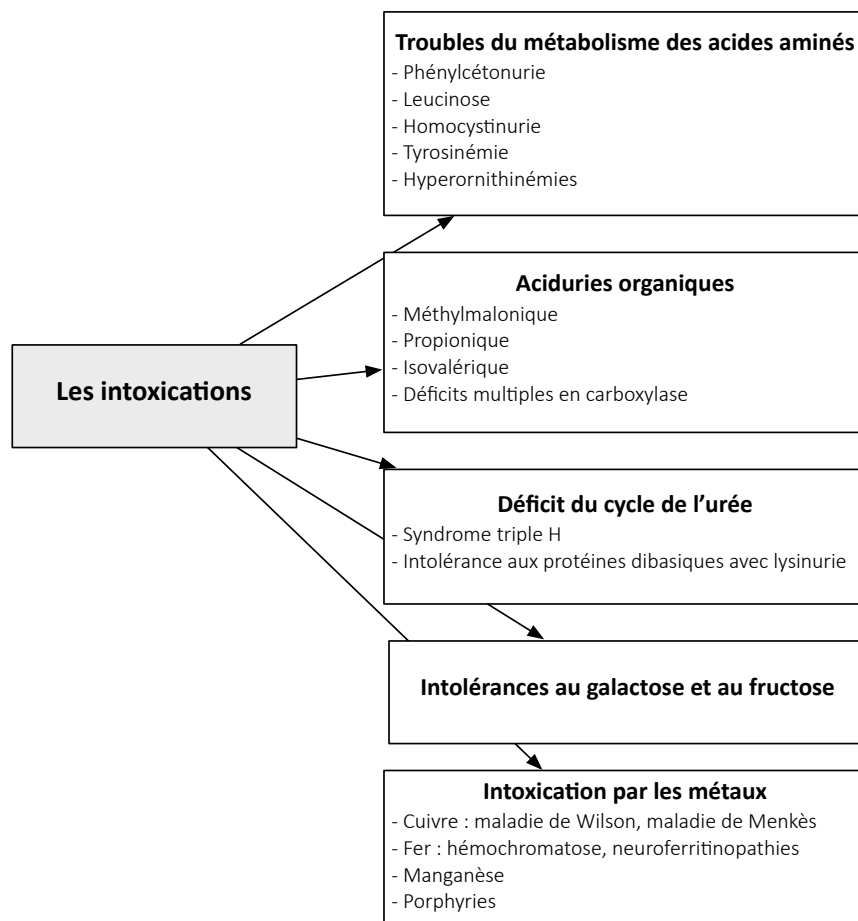 Troubles du métabolisme des acides aminés
- Phénylcétonurie
- Leucinose
- Homocystinurie
- Tyrosinémie
- Hyperornithinémies
Aciduries organiques
- Méthylmalonique
- Propionique
- Isovalérique
- Déficits multiples en carboxylase
Les intoxications
Déficit du cycle de l’urée
- Syndrome triple H
- Intolérance aux protéines dibasiques avec lysinurie
Intolérances au galactose et au fructose
Intoxication par les métaux
- Cuivre : maladie de Wilson, maladie de Menkès
- Fer : hémochromatose, neuroferritinopathies
- Manganèse
- Porphyries